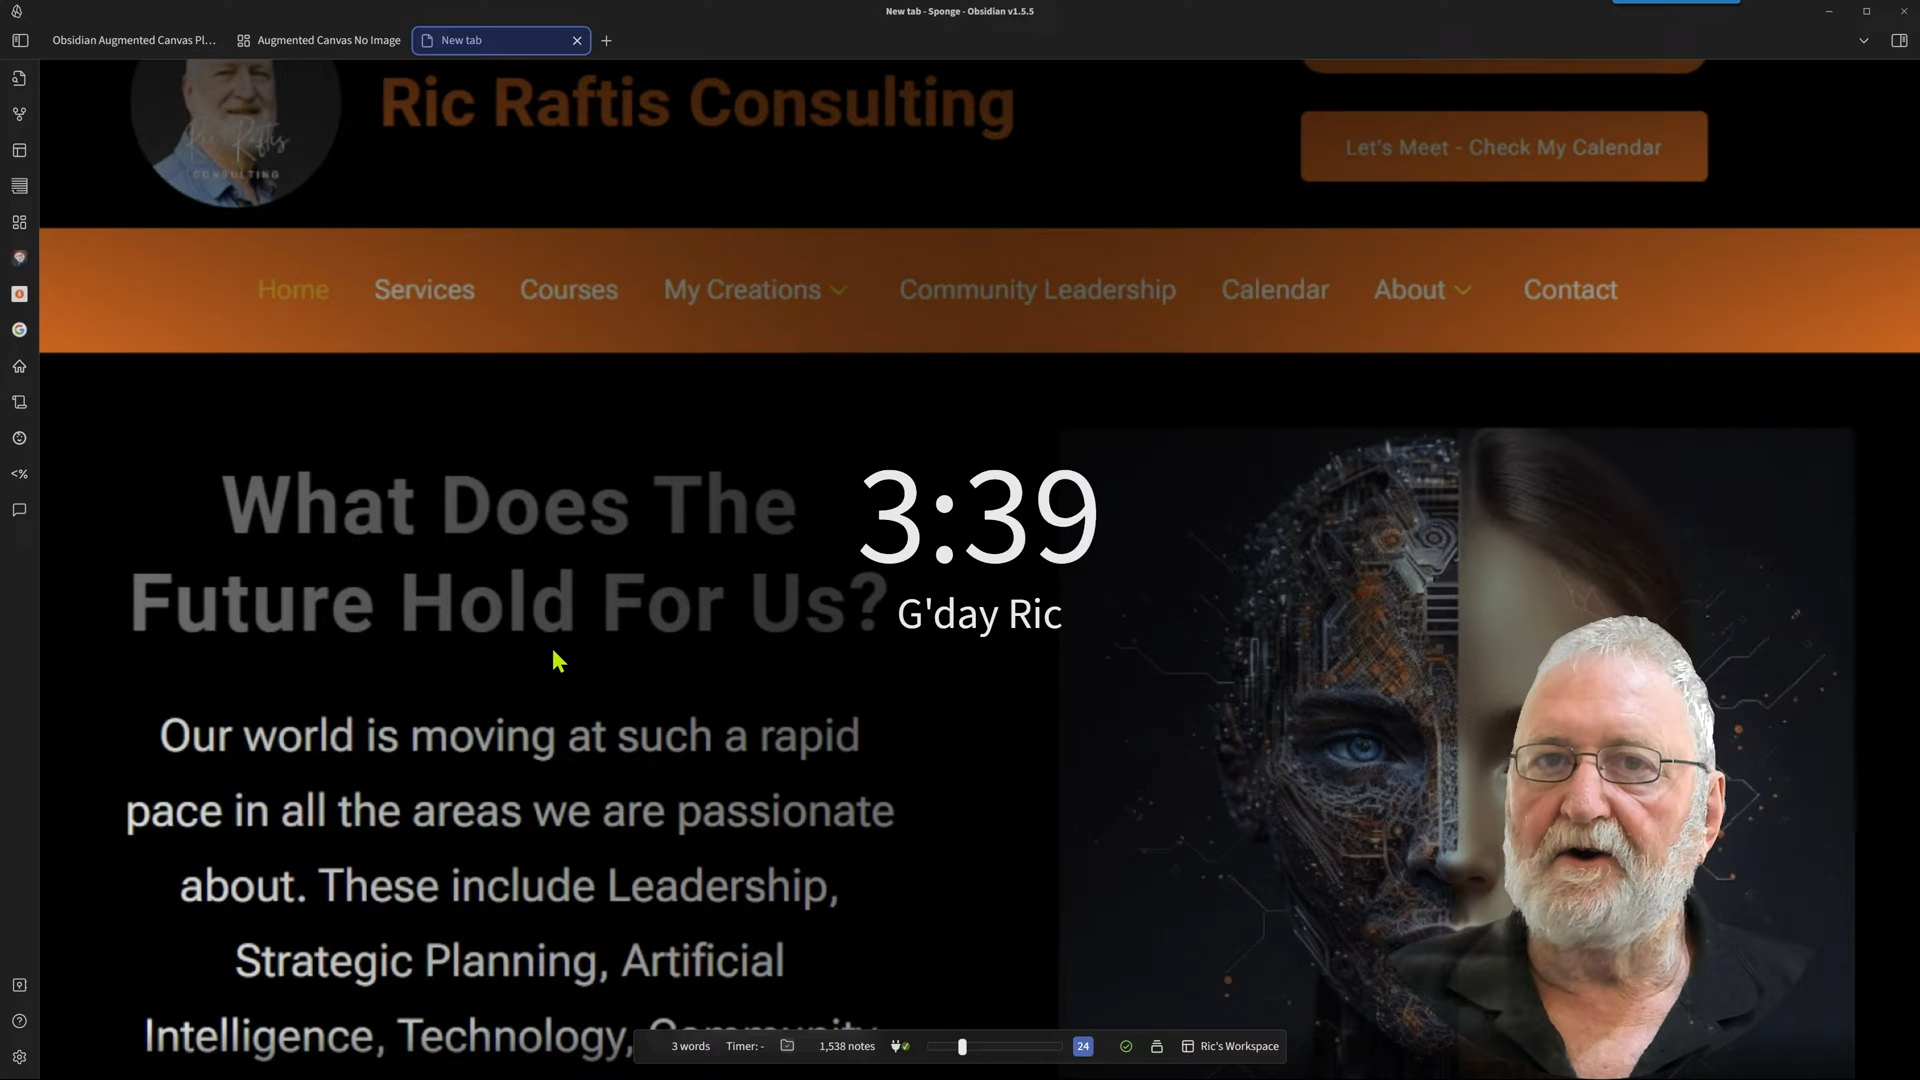 New tab - Sponge - Obsidian v1.5.5
Obsidian Augmented Canvas Pl...
Augmented Canvas No Image
New tab
Ric Raftis Consulting
Ric Raftis
CONSULTING
Let's Meet - Check My Calendar
Home Services Courses My Creations Community Leadership Calendar About Contact
<%
What Does The
Future Hold For Us?
3:39
G'day Ric
Our world is moving at such a rapid
pace in all the areas we are passionate
about. These include Leadership,
Strategic Planning, Artificial
Intelligence, Technology, Community
3 words Timer: - 1,538 notes 24 Ric's Workspace